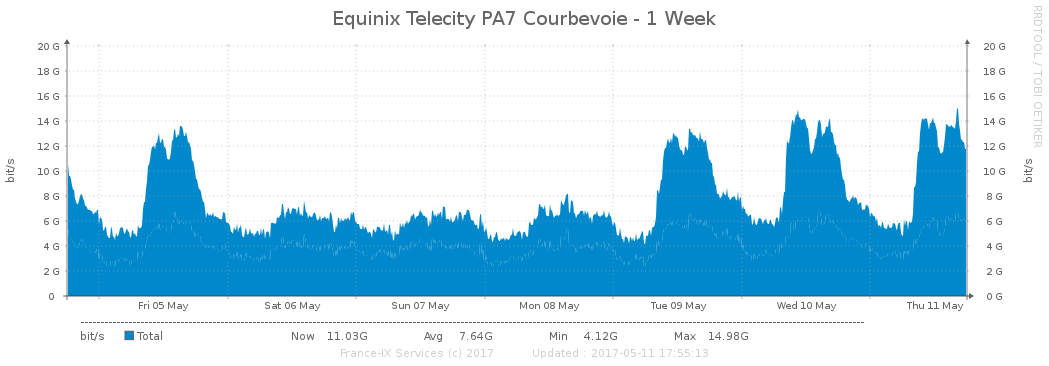 Equinix Telecity PA7 Courbevoie - 1 Week
RRDTOOL / TOBI OETIKER
bit/s
20 G 20 G
18 G 18 G
16 G 16 G
14 G 14 G
12 G 12 G
10 G 10 G
8 G 8 G
6 G 6 G
4 G 4 G
2 G 2 G
0 0 G
bit/s
Fri 05 May Sat 06 May Sun 07 May Mon 08 May Tue 09 May Wed 10 May Thu 11 May
bit/s Total Now 11.03G Avg 7.64G Min 4.12G Max 14.98G
France-IX Services (c) 2017 Updated : 2017-05-11 17:55:13